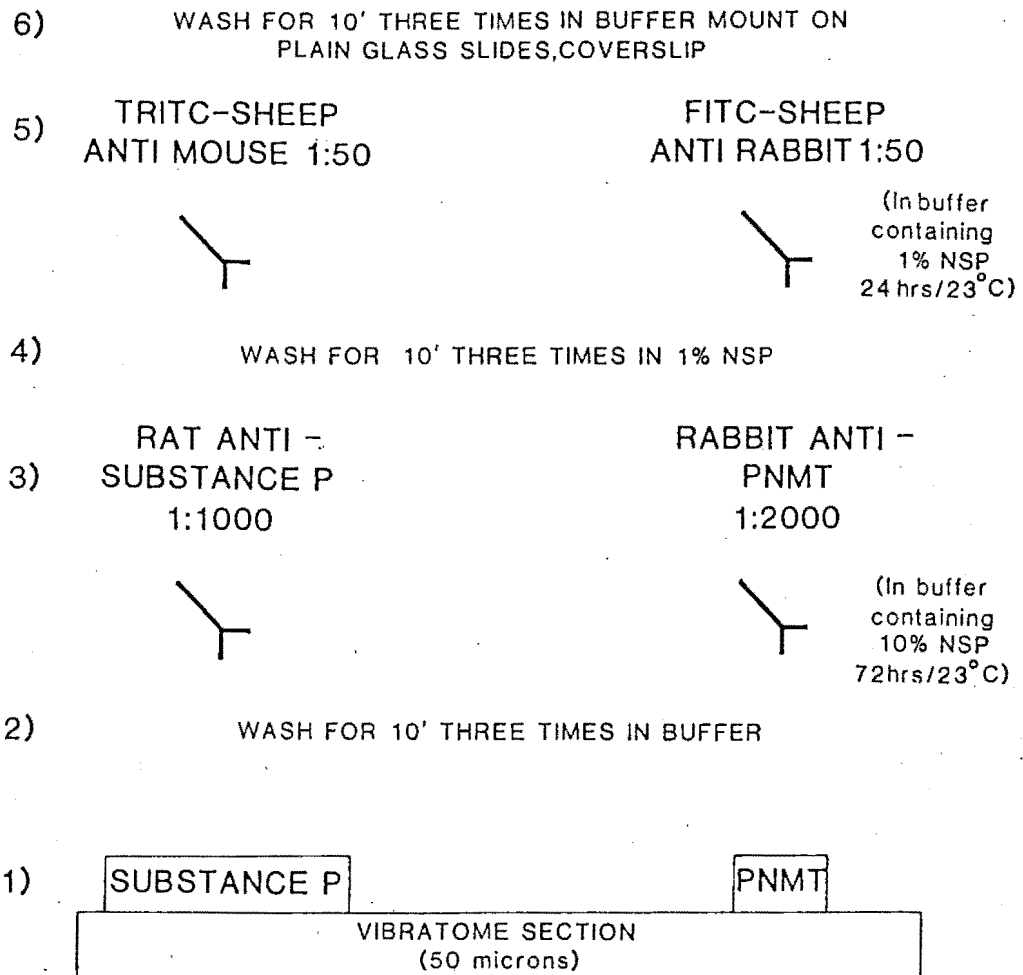 6) WASH FOR 10' THREE TIMES IN BUFFER MOUNT ON
PLAIN GLASS SLIDES,COVERSLIP
5)
TRITC-SHEEP
ANTI MOUSE 1:50
FITC-SHEEP
ANTI RABBIT 1:50
(In buffer
containing
1% NSP
24 hrs/23°C)
4) WASH FOR 10' THREE TIMES IN 1% NSP
3)
RAT ANTI -
SUBSTANCE P
1:1000
RABBIT ANTI -
PNMT
1:2000
(In buffer
containing
10% NSP
72hrs/23°C)
2) WASH FOR 10' THREE TIMES IN BUFFER
1)
SUBSTANCE P
PNMT
VIBRATOME SECTION
(50 microns)